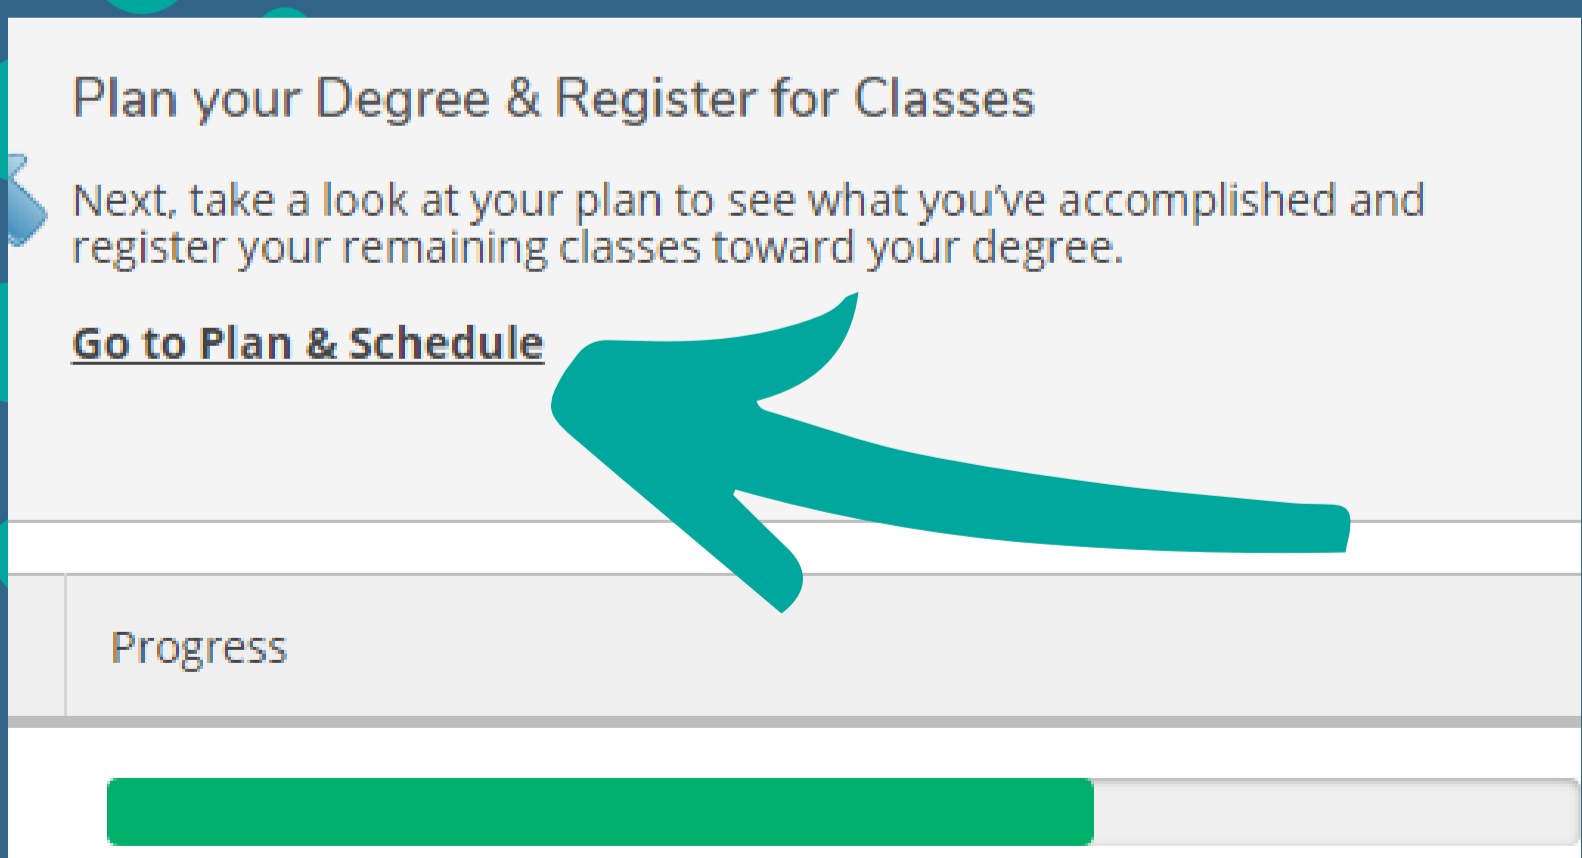 Plan your Degree & Register for Classes
Next, take a look at your plan to see what you've accomplished and
register your remaining classes toward your degree.
Go to Plan & Schedule
Progress